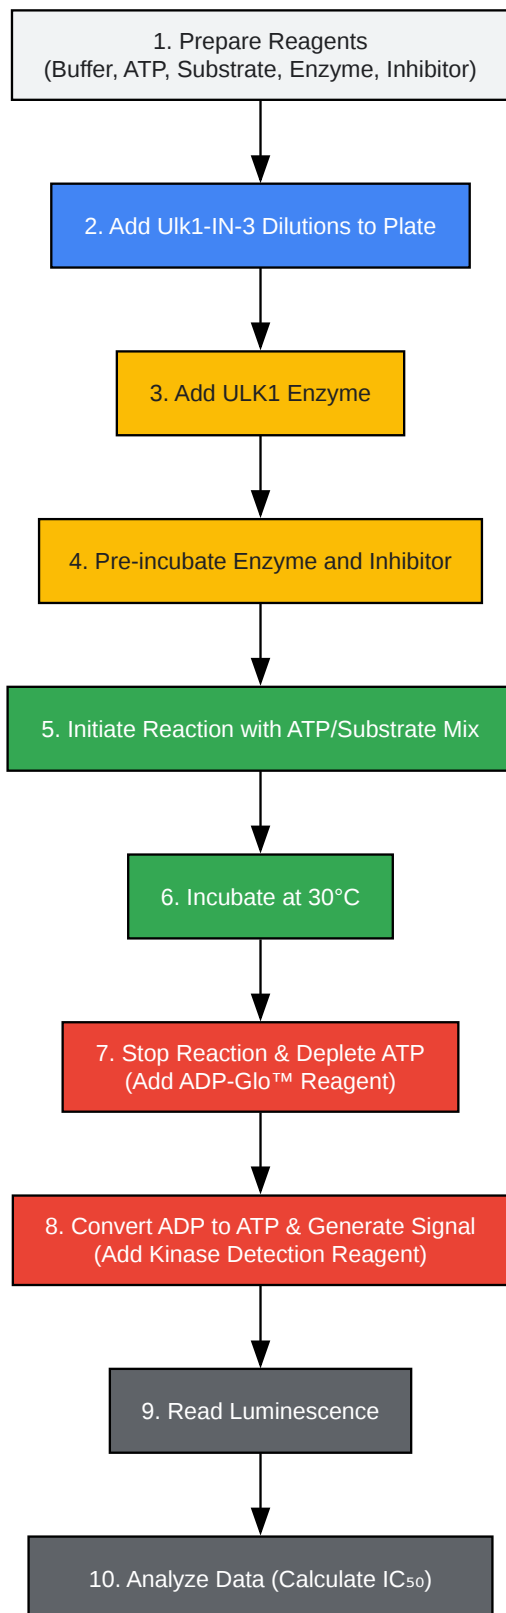 1. Prepare Reagents
(Buffer, ATP, Substrate, Enzyme, Inhibitor)
2. Add Ulk1-IN-3 Dilutions to Plate
3. Add ULK1 Enzyme
4. Pre-incubate Enzyme and Inhibitor
5. Initiate Reaction with ATP/Substrate Mix
6. Incubate at 30°C
7. Stop Reaction & Deplete ATP
(Add ADP-Glo™ Reagent)
8. Convert ADP to ATP & Generate Signal
(Add Kinase Detection Reagent)
9. Read Luminescence
10. Analyze Data (Calculate IC₅₀)